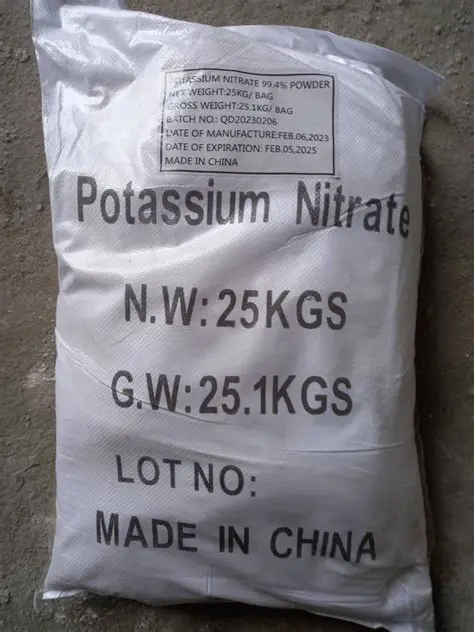 POTASSIUM NITRATE 99.4% POWDER
NET WEIGHT:25KG/ BAG
GROSS WEIGHT:25.1KG/ BAG
BATCH NO.: QD20230206
DATE OF MANUFACTURE:FEB.06,2023
DATE OF EXPIRATION: FEB.05,2025
MADE IN CHINA
Potassium Nitrate
N.W:25KGS
G.W:25.1KGS
LOT NO:
MADE IN CHINA